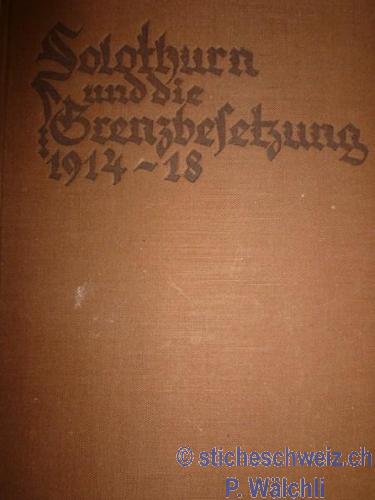 Solothurn
und die
Grenzbesetzung
1914-18
© sticheschweiz.ch
P. Wälchli